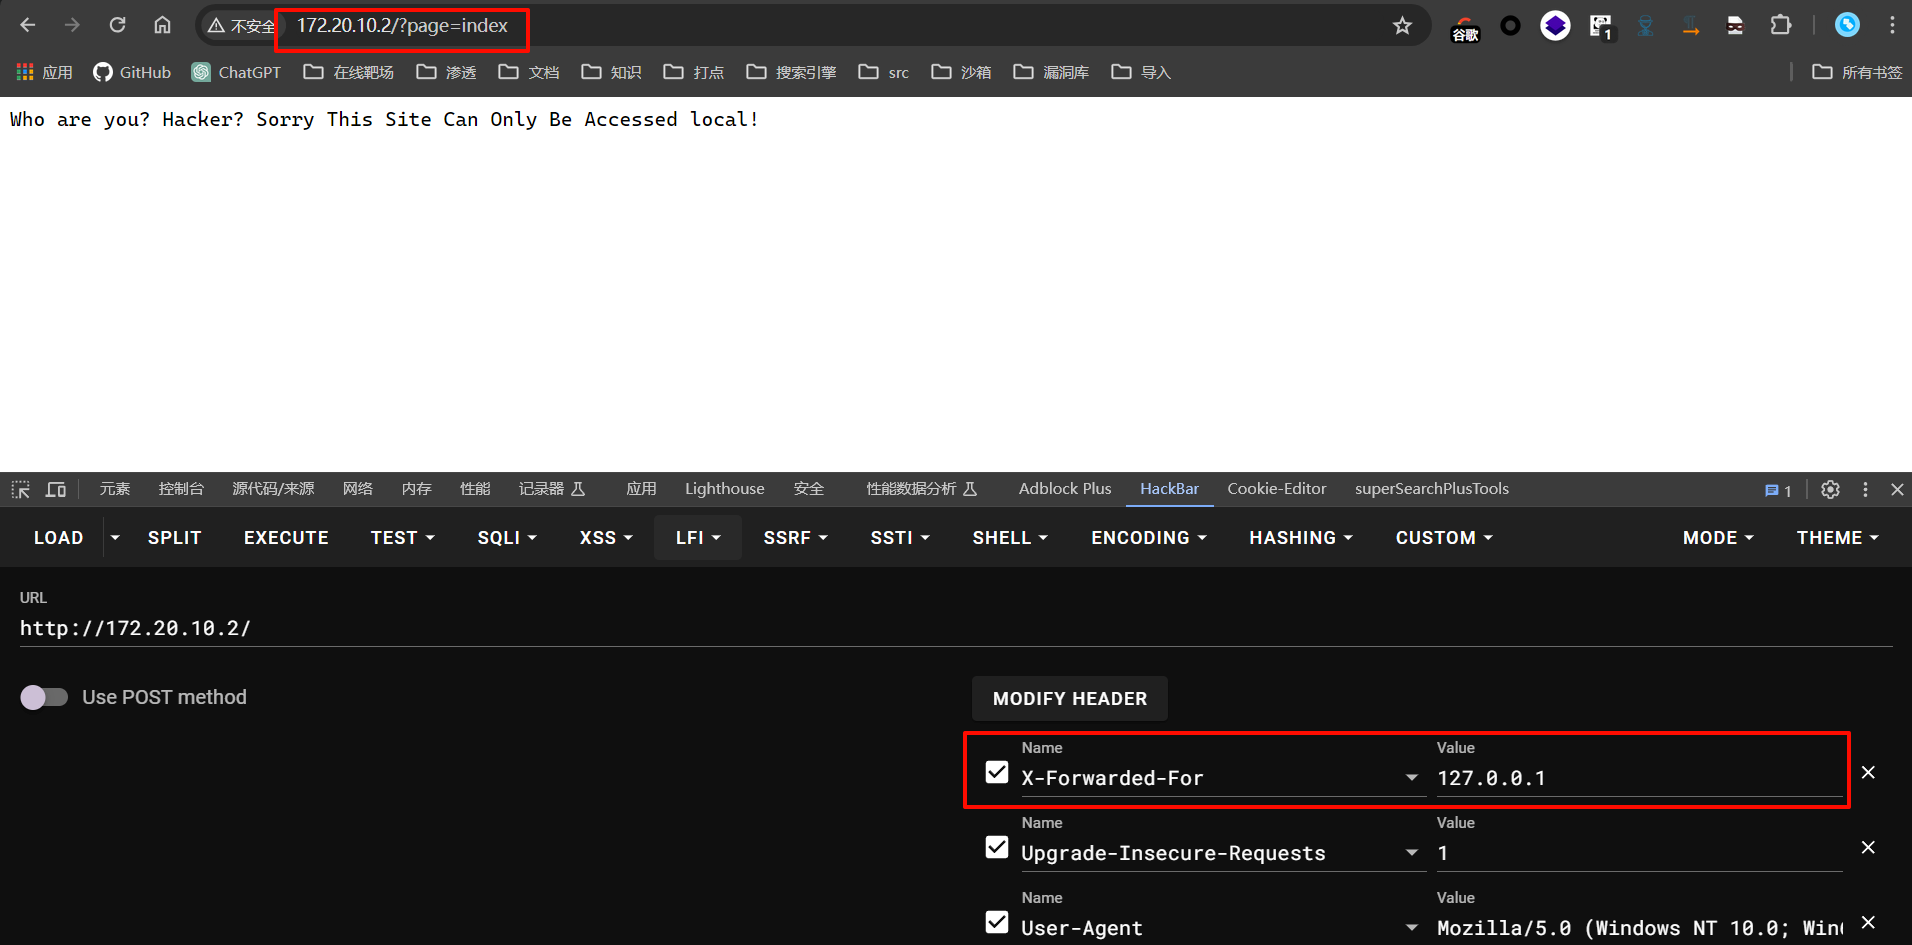 不安全 172.20.10.2/?page=index
谷歌 1
应用 GitHub ChatGPT 在线靶场 渗透 文档 知识 打点 搜索引擎 src 沙箱 漏洞库 导入 所有书签
Who are you? Hacker? Sorry This Site Can Only Be Accessed local!
元素 控制台 源代码/来源 网络 内存 性能 记录器 应用 Lighthouse 安全 性能数据分析 Adblock Plus HackBar Cookie-Editor superSearchPlusTools 1
LOAD SPLIT EXECUTE TEST SQLI XSS LFI SSRF SSTI SHELL ENCODING HASHING CUSTOM MODE THEME
URL
http://172.20.10.2/
Use POST method
MODIFY HEADER
Name Value
X-Forwarded-For 127.0.0.1
Name Value
Upgrade-Insecure-Requests 1
Name Value
User-Agent Mozilla/5.0 (Windows NT 10.0; Win